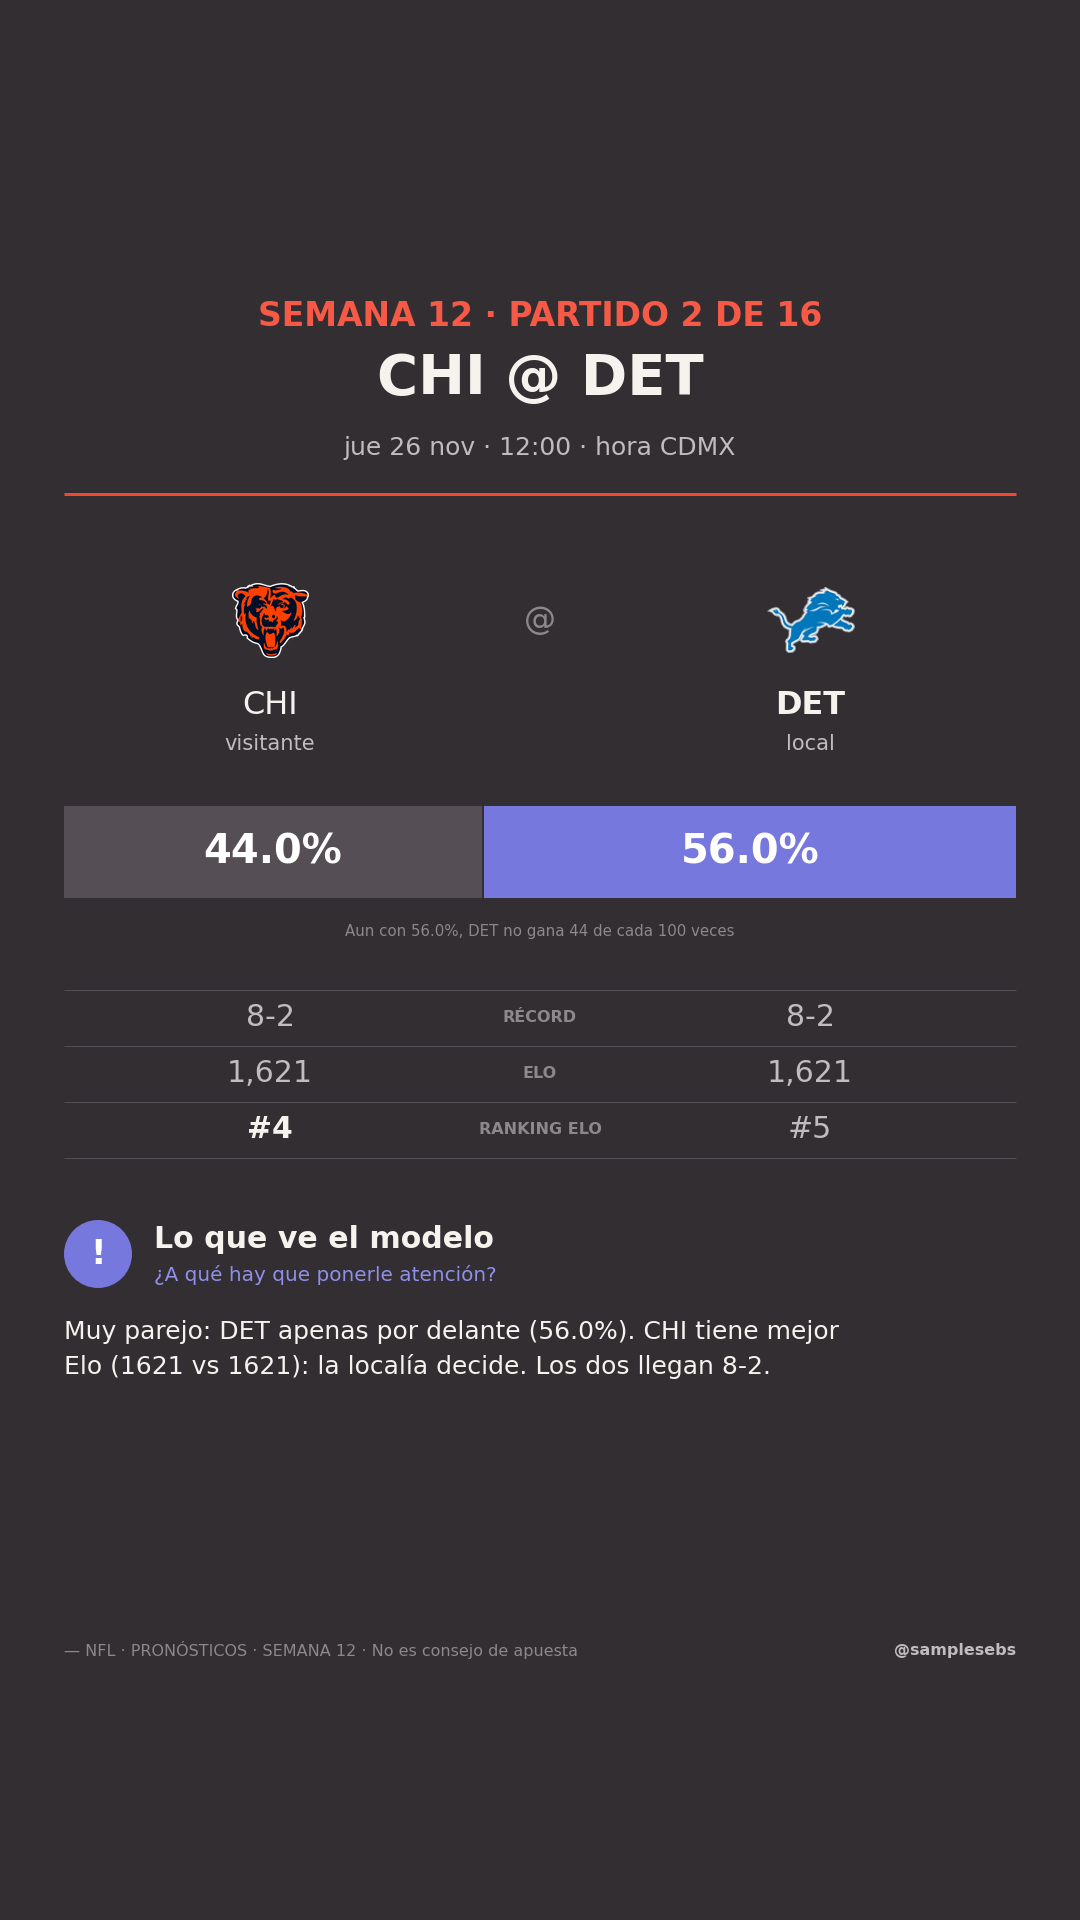 SEMANA 12 · PARTIDO 2 DE 16
CHI @ DET
jue 26 nov · 12:00 · hora CDMX
@
CHI
DET
visitante
local
44.0%
56.0%
Aun con 56.0%, DET no gana 44 de cada 100 veces
8-2 RÉCORD 8-2
1,621 ELO 1,621
#4 RANKING ELO #5
!
Lo que ve el modelo
¿A qué hay que ponerle atención?
Muy parejo: DET apenas por delante (56.0%). CHI tiene mejor
Elo (1621 vs 1621): la localía decide. Los dos llegan 8-2.
— NFL · PRONÓSTICOS · SEMANA 12 · No es consejo de apuesta
@samplesebs